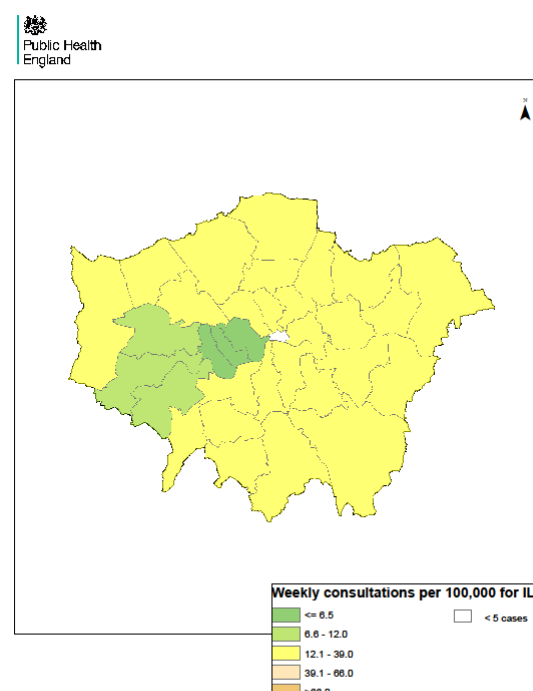 Public Health
England
N
Weekly consultations per 100,000 for IL
<= 6.5
< 5 cases
6.6 - 12.0
12.1 - 39.0
39.1 - 66.0